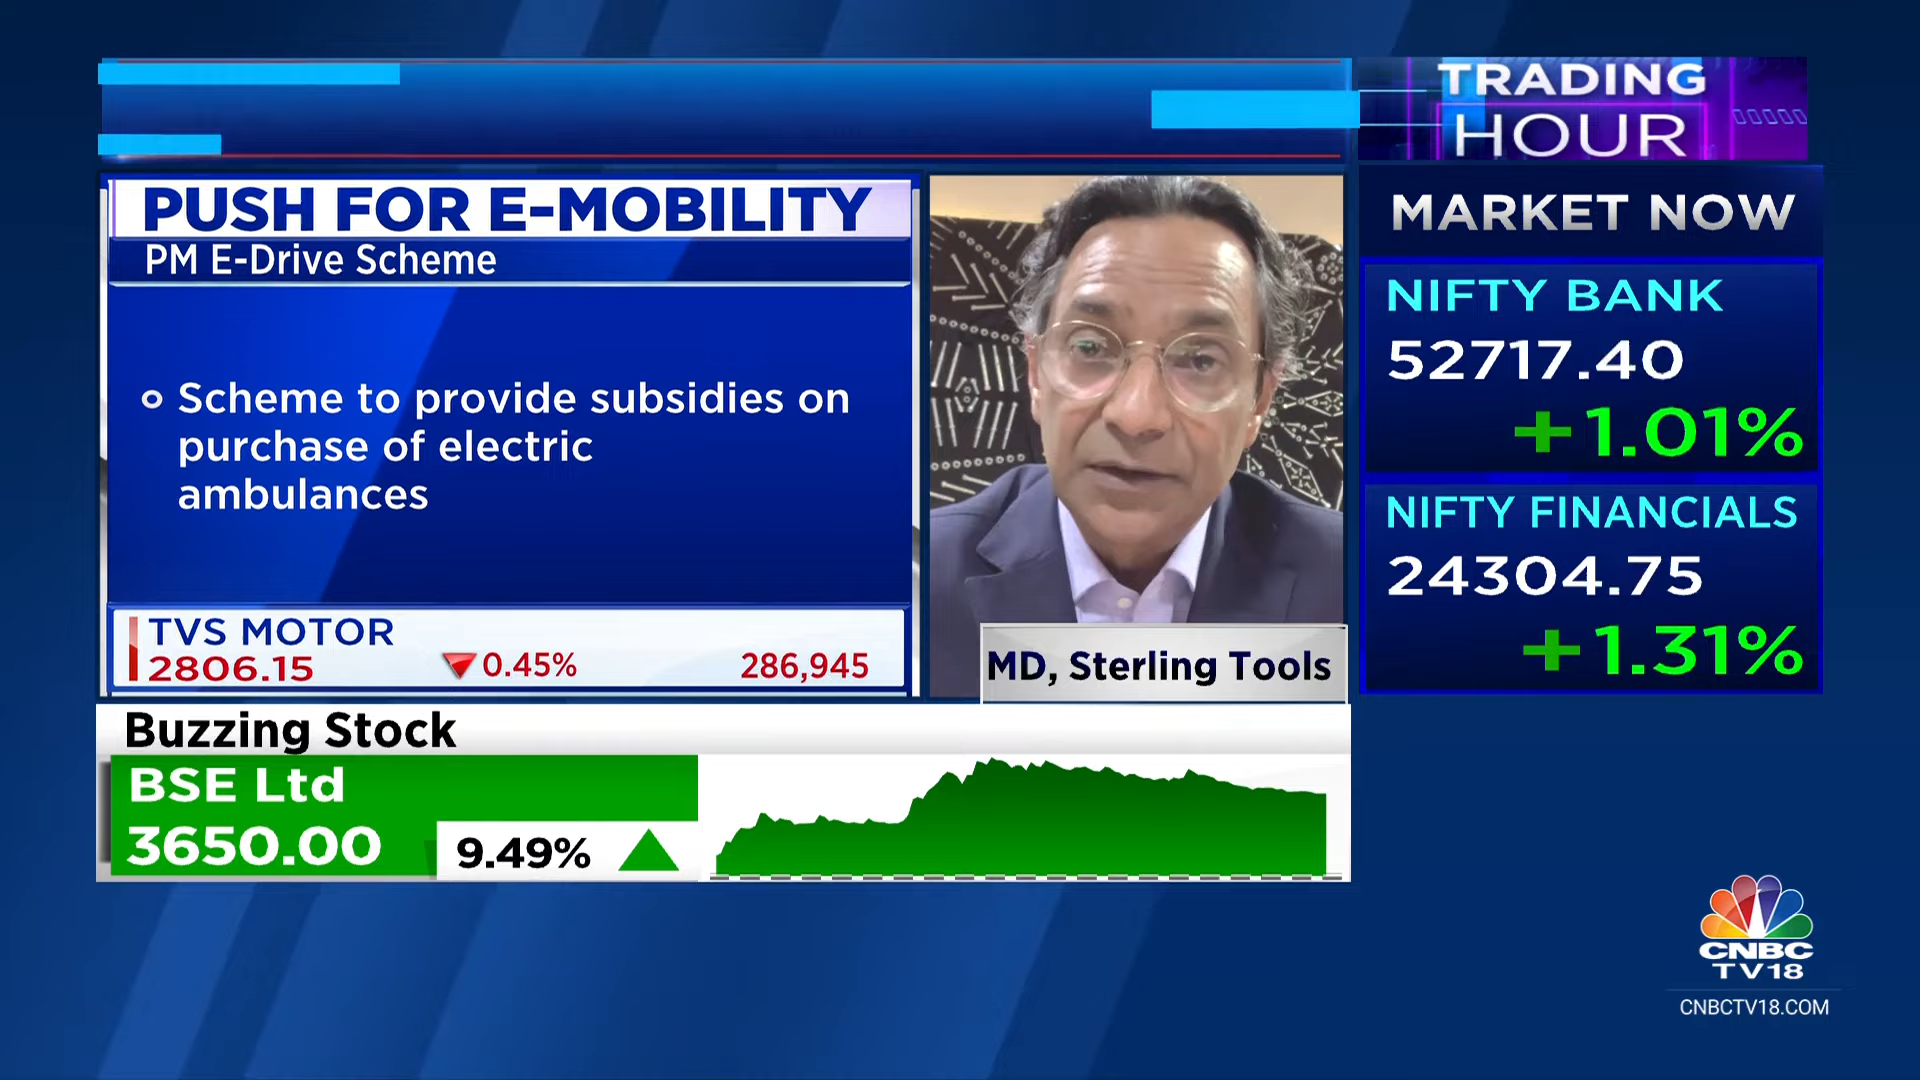 TRADING
HOUR
PUSH FOR E-MOBILITY
PM E-Drive Scheme
Scheme to provide subsidies on
purchase of electric
ambulances
TVS MOTOR
2806.15 0.45% 286,945
MD, Sterling Tools
MARKET NOW
NIFTY BANK
52717.40
+1.01%
NIFTY FINANCIALS
24304.75
+1.31%
Buzzing Stock
BSE Ltd
3650.00 9.49%
CNBC
TV18
CNBCTV18.COM